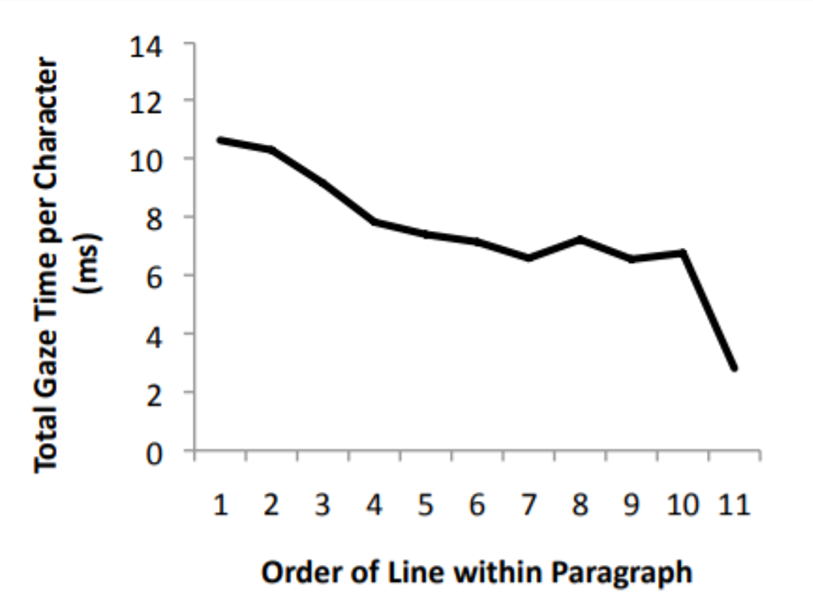 Total Gaze Time per Character
(ms)
14
12
10
8
6
4
2
0
1 2 3 4 5 6 7 8 9 10 11
Order of Line within Paragraph